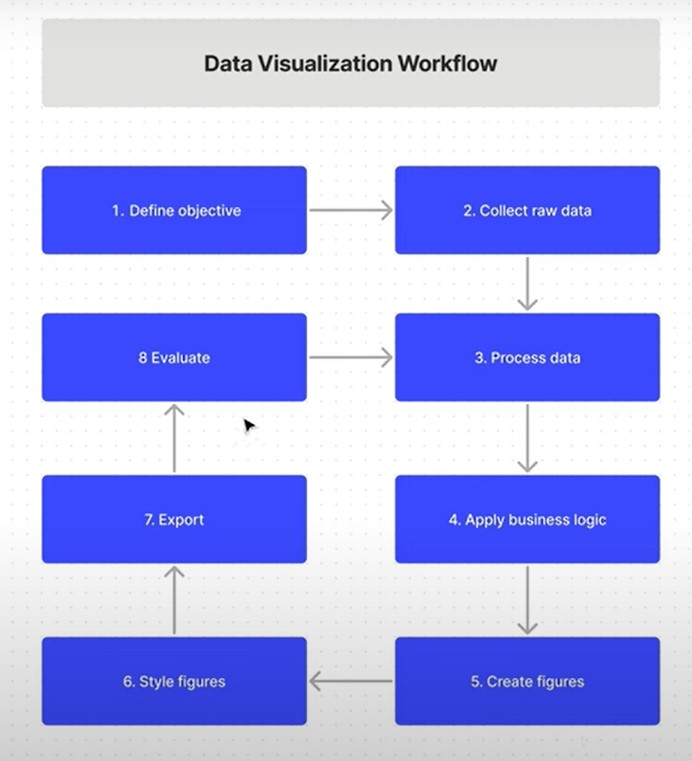 Data Visualization Workflow
1. Define objective
2. Collect raw data
8 Evaluate
3. Process data
7. Export
4. Apply business logic
6. Style figures
5. Create figures